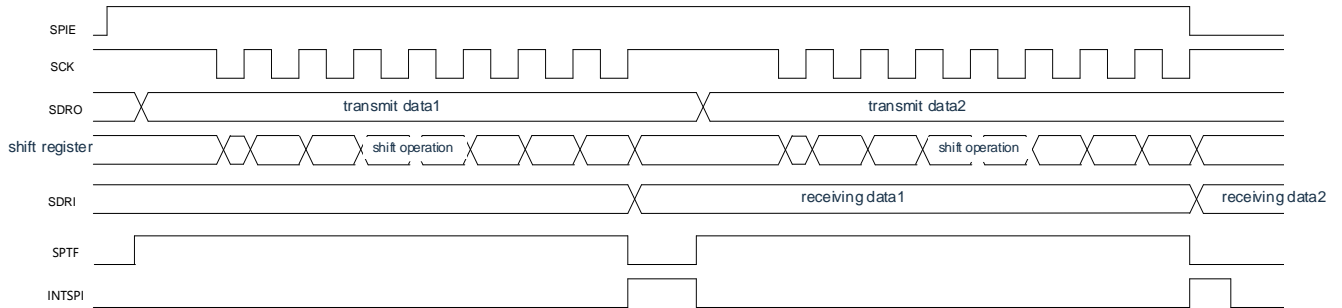 SPIE
SCK
SDRO transmit data1 transmit data2
shift register shift operation shift operation
SDRI receiving data1 receiving data2
SPTF
INTSPI